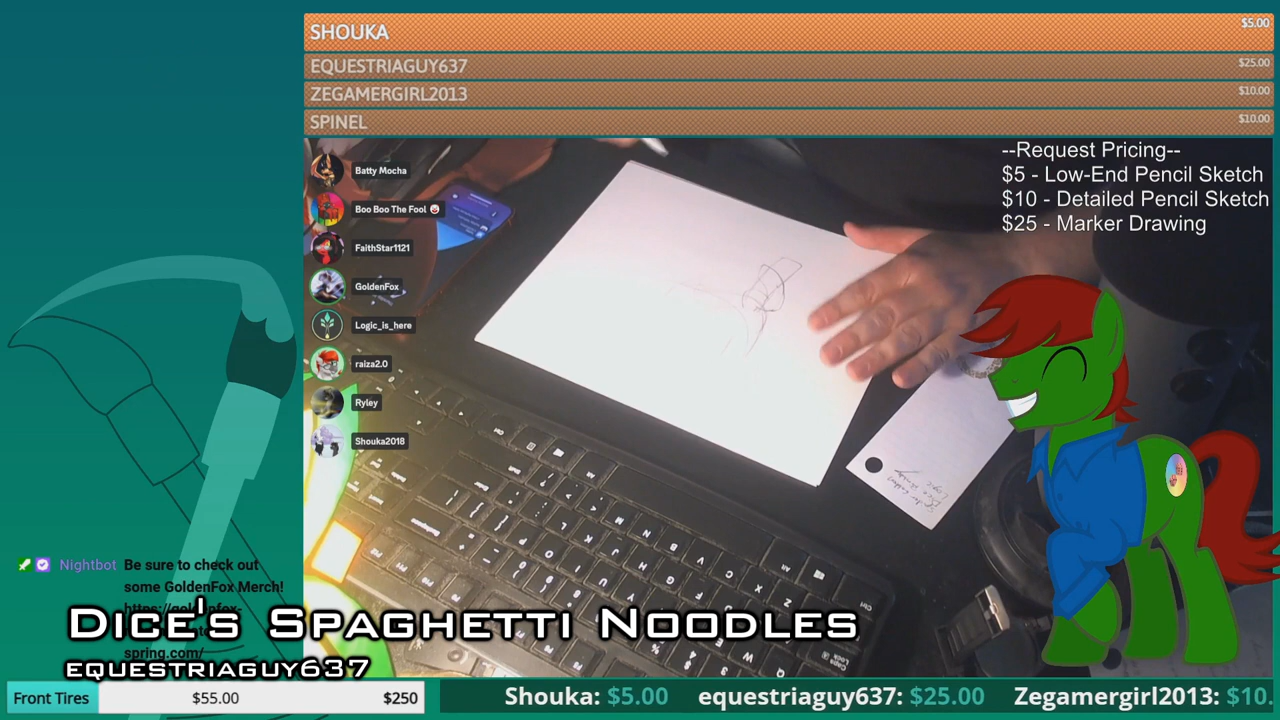 SHOUKA $5.00
EQUESTRIAGUY637 $25.00
ZEGAMERGIRL2013 $10.00
SPINEL $10.00
--Request Pricing--
$5 - Low-End Pencil Sketch
$10 - Detailed Pencil Sketch
$25 - Marker Drawing
Batty Mocha
Boo Boo The Fool
FaithStar1121
GoldenFox
Logic_is_here
raiza2.0
Ryley
Shouka2018
Nightbot Be sure to check out
some GoldenFox Merch!
spring.com/
Dice's Spaghetti Noodles
equestriaguy637
Front Tires $55.00 $250
Shouka: $5.00 equestriaguy637: $25.00 Zegamergirl2013: $10.